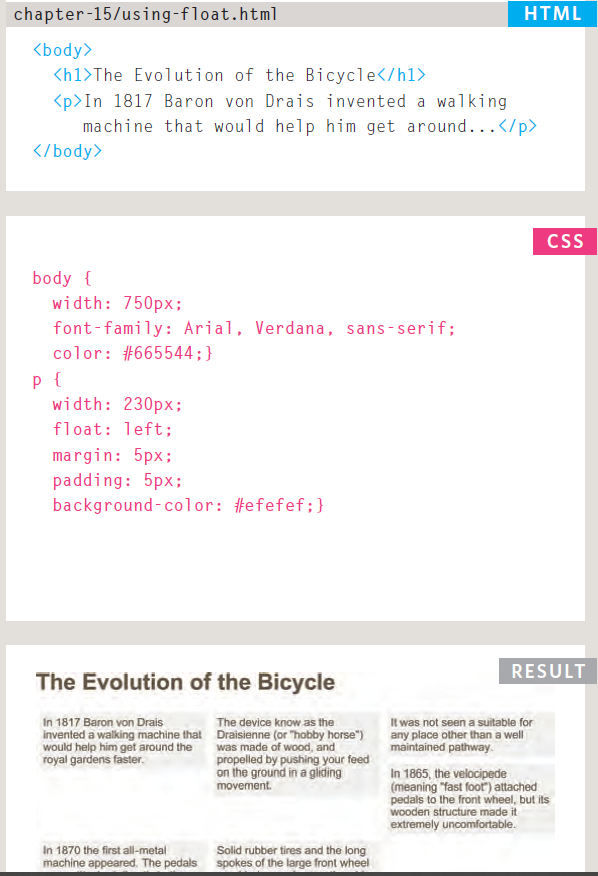 chapter-15/using-float.html
HTML
<body>
<h1>The Evolution of the Bicycle</h1>
<p>In 1817 Baron von Drais invented a walking
machine that would help him get around...</p>
</body>
CSS
body {
width: 750px;
font-family: Arial, Verdana, sans-serif;
color: #665544;}
p {
width: 230px;
float: left;
margin: 5px;
padding: 5px;
background-color: #efefef;}
RESULT
The Evolution of the Bicycle
In 1817 Baron von Drais
invented a walking machine that
would help him get around the
royal gardens faster.
The device know as the
Draisienne (or "hobby horse")
was made of wood, and
propelled by pushing your feed
on the ground in a gliding
movement.
It was not seen a suitable for
any place other than a well
maintained pathway.
In 1865, the velocipede
(meaning "fast foot") attached
pedals to the front wheel, but its
wooden structure made it
extremely uncomfortable.
In 1870 the first all-metal
machine appeared. The pedals
Solid rubber tires and the long
spokes of the large front wheel